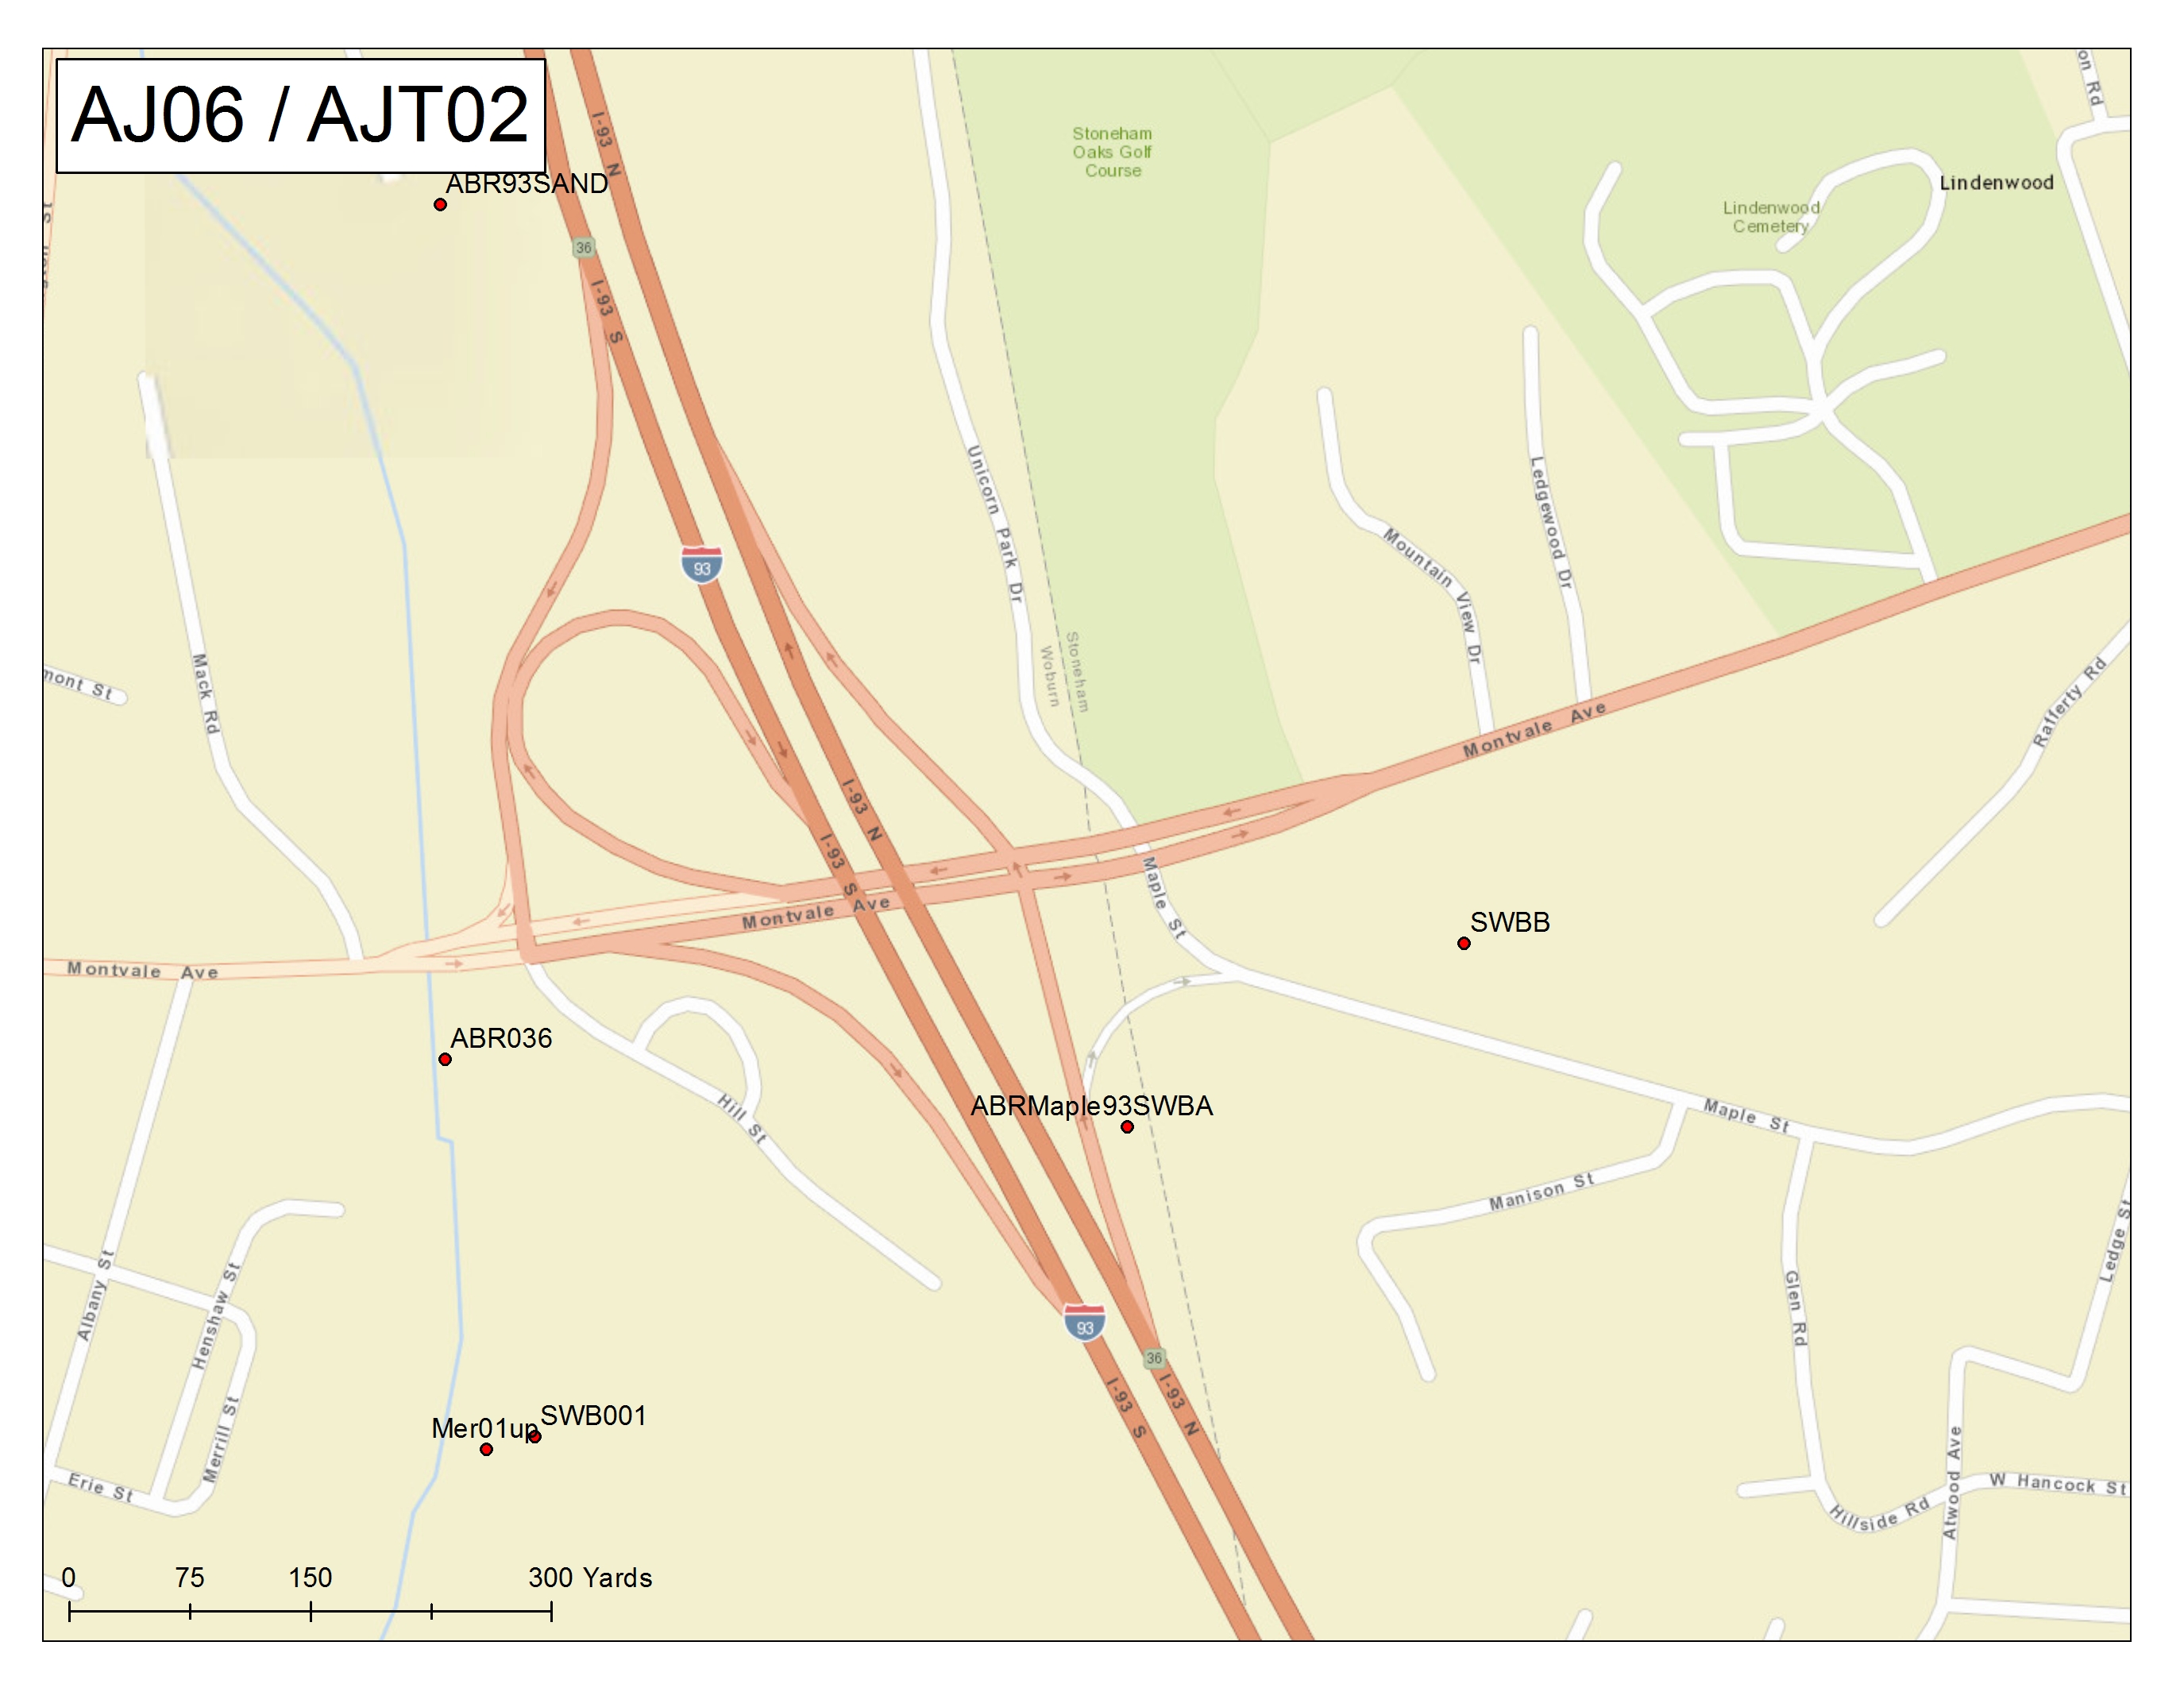 AJ06 / AJT02
ABR93SAND
I-93 N
36
I-93 S
Stoneham
Oaks Golf
Course
Lindenwood
Cemetery
Lindenwood
on Rd
Unicorn Park Dr
Ledgewood Dr
Mountain View Dr
93
Mack Rd
mont St
Stoneham
Woburn
Montvale Ave
Rafferty Rd
I-93 N
I-93 S
Montvale Ave
Maple St
SWBB
Montvale Ave
ABR036
Hill St
ABRMaple93SWBA
Maple St
Manison St
Ledge St
Albany St
Henshaw St
Glen Rd
93
36
I-93 S
I-93 N
Mer01up
SWB001
Merrill St
Erie St
Atwood Ave
W Hancock St
Hillside Rd
0 75 150 300 Yards